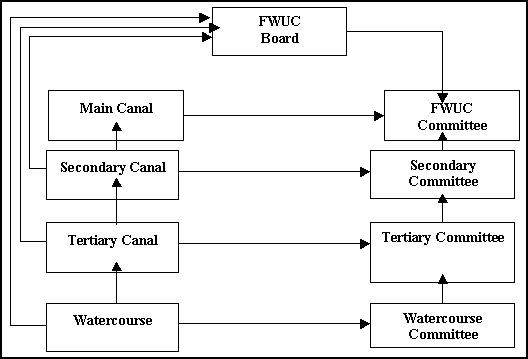 FWUC
Board
Main Canal
FWUC
Committee
Secondary Canal
Secondary
Committee
Tertiary Canal
Tertiary Committee
Watercourse
Watercourse
Committee